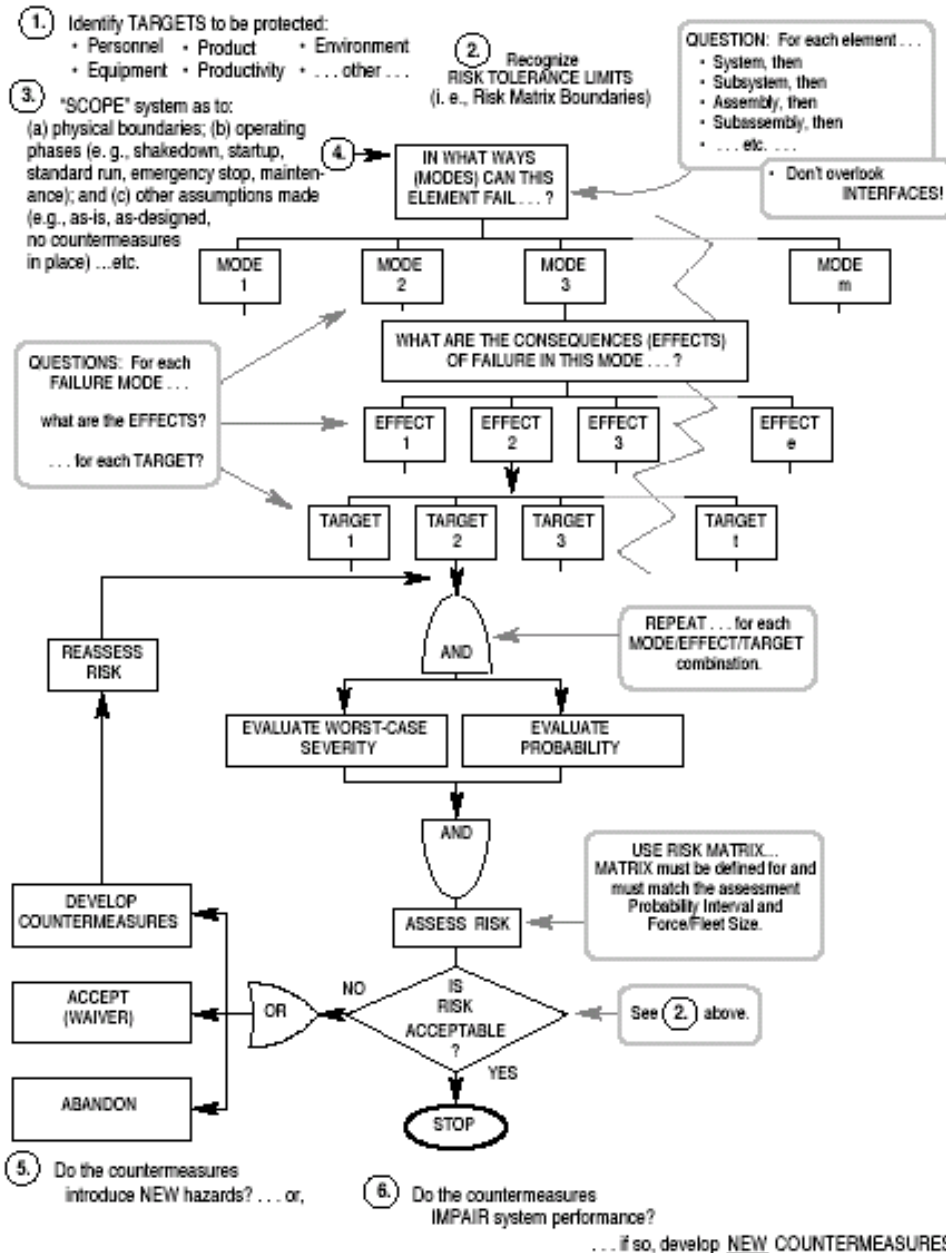 1. Identify TARGETS to be protected:
• Personnel • Product • Environment
• Equipment • Productivity • . . . other . . .
2. Recognize
RISK TOLERANCE LIMITS
(i. e., Risk Matrix Boundaries)
QUESTION: For each element . . .
• System, then
• Subsystem, then
• Assembly, then
• Subassembly, then
• . . . etc. . . .
• Don't overlook
INTERFACES!
3. "SCOPE" system as to:
(a) physical boundaries; (b) operating
phases (e. g., shakedown, startup,
standard run, emergency stop, mainten-
ance); and (c) other assumptions made
(e.g., as-is, as-designed,
no countermeasures
in place) ...etc.
4.
IN WHAT WAYS
(MODES) CAN THIS
ELEMENT FAIL . . . ?
MODE
1
MODE
2
MODE
3
MODE
m
WHAT ARE THE CONSEQUENCES (EFFECTS)
OF FAILURE IN THIS MODE . . . ?
QUESTIONS: For each
FAILURE MODE . . .
what are the EFFECTS?
. . . for each TARGET?
EFFECT
1
EFFECT
2
EFFECT
3
EFFECT
e
TARGET
1
TARGET
2
TARGET
3
TARGET
t
REPEAT . . . for each
MODE/EFFECT/TARGET
combination.
AND
REASSESS
RISK
EVALUATE WORST-CASE
SEVERITY
EVALUATE
PROBABILITY
AND
USE RISK MATRIX...
MATRIX must be defined for and
must match the assessment
Probability Interval and
Force/Fleet Size.
ASSESS RISK
DEVELOP
COUNTERMEASURES
ACCEPT
(WAIVER)
ABANDON
OR
NO
IS
RISK
ACCEPTABLE
?
YES
See 2. above.
STOP
5. Do the countermeasures
introduce NEW hazards? . . . or,
6. Do the countermeasures
IMPAIR system performance?
. . . if so, develop NEW COUNTERMEASURES